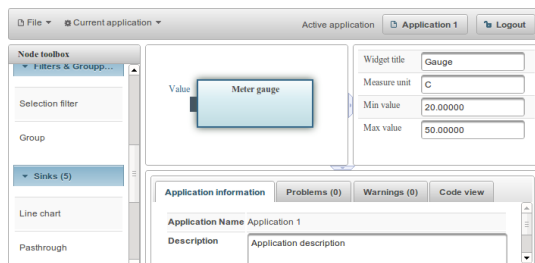 File Current application Active application Application 1 Logout
Node toolbox
Filters & Groupp...
Selection filter
Group
Sinks (5)
Line chart
Pasthrough
Value Meter gauge
Widget title Gauge
Measure unit C
Min value 20.00000
Max value 50.00000
Application information Problems (0) Warnings (0) Code view
Application Name Application 1
Description Application description